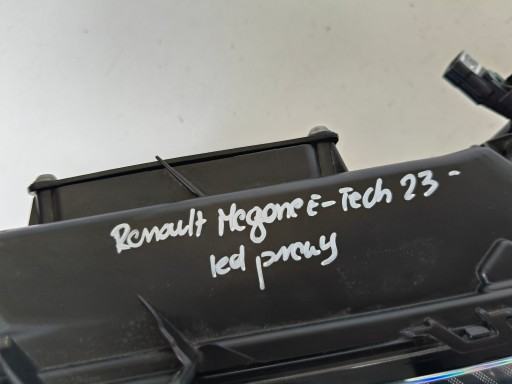 Renault Megane E-Tech 23-
led prawy